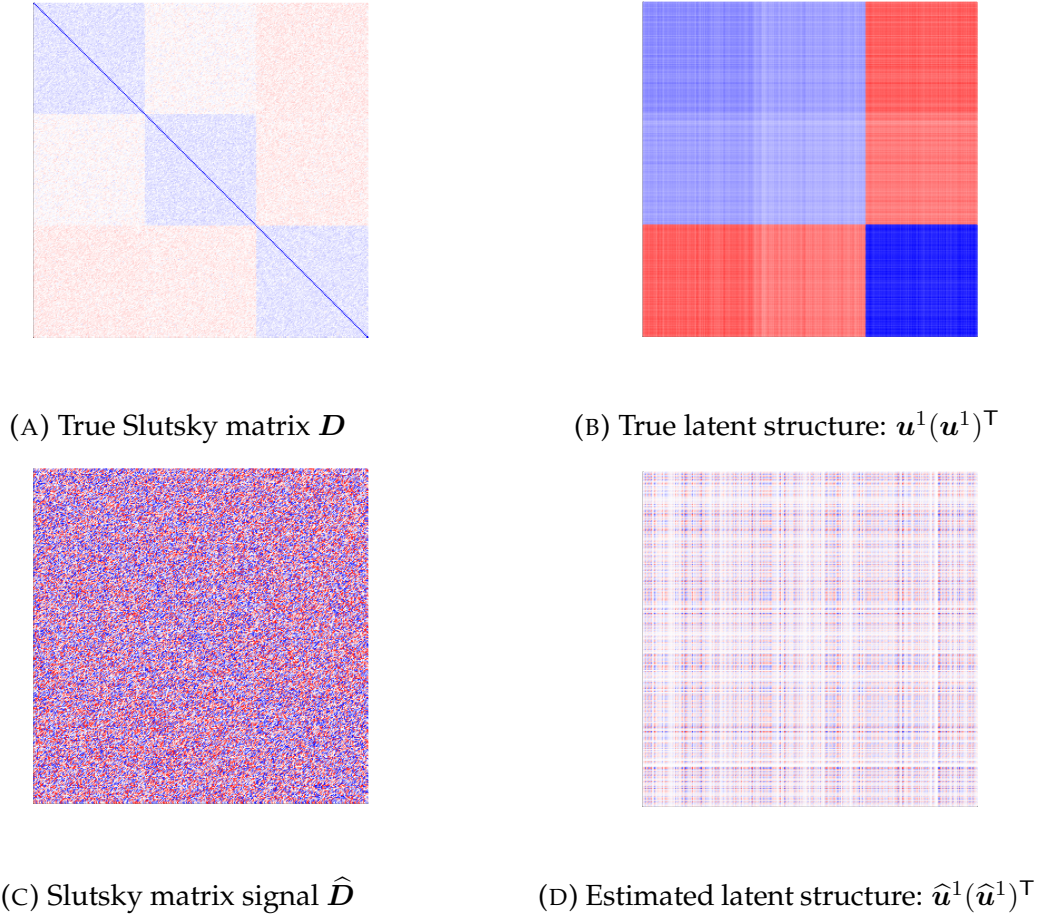 (A) True Slutsky matrix D
(B) True latent structure: u¹(u¹)ᵀ
(C) Slutsky matrix signal D̂
(D) Estimated latent structure: û¹(û¹)ᵀ